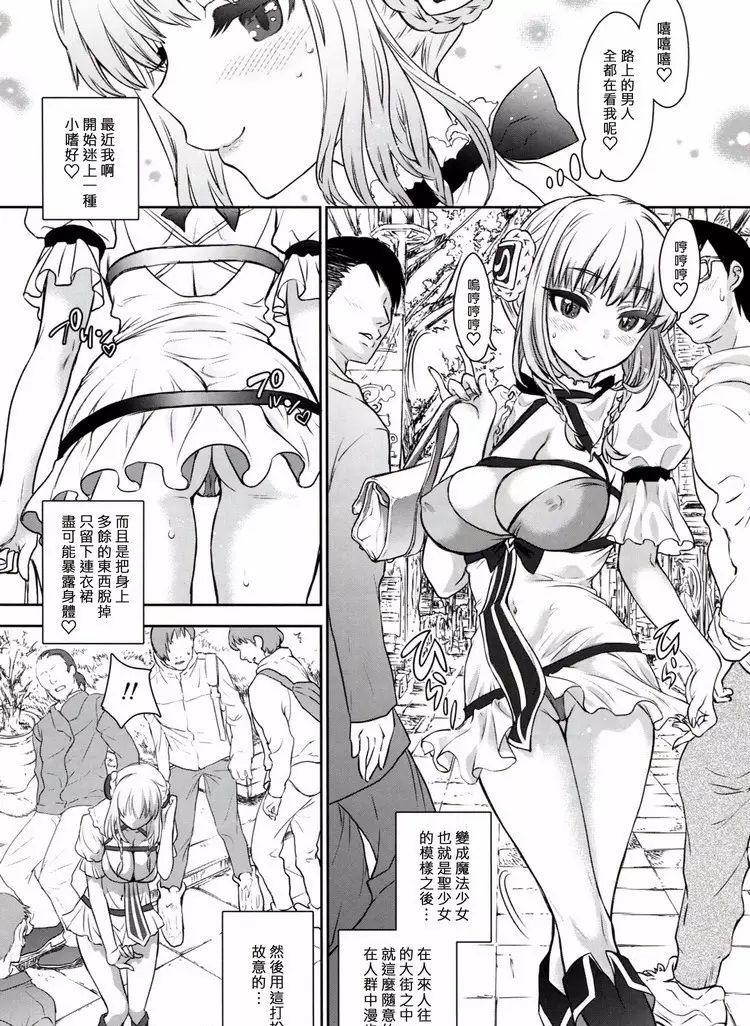 嘻嘻嘻♡
路上的男人
全都在看我呢♡
最近我啊
開始迷上一種
小嗜好♡
哼哼哼♡
嗚哼哼哼♡
而且是把身上
多餘的東西脫掉
只留下連衣裙
盡可能暴露身體♡
!!
變成魔法少女
也就是聖少女
的模樣之後…
在人來人往
的大街之中
就這麼隨意的
在人群中漫步
然後用這打扮
故意的…